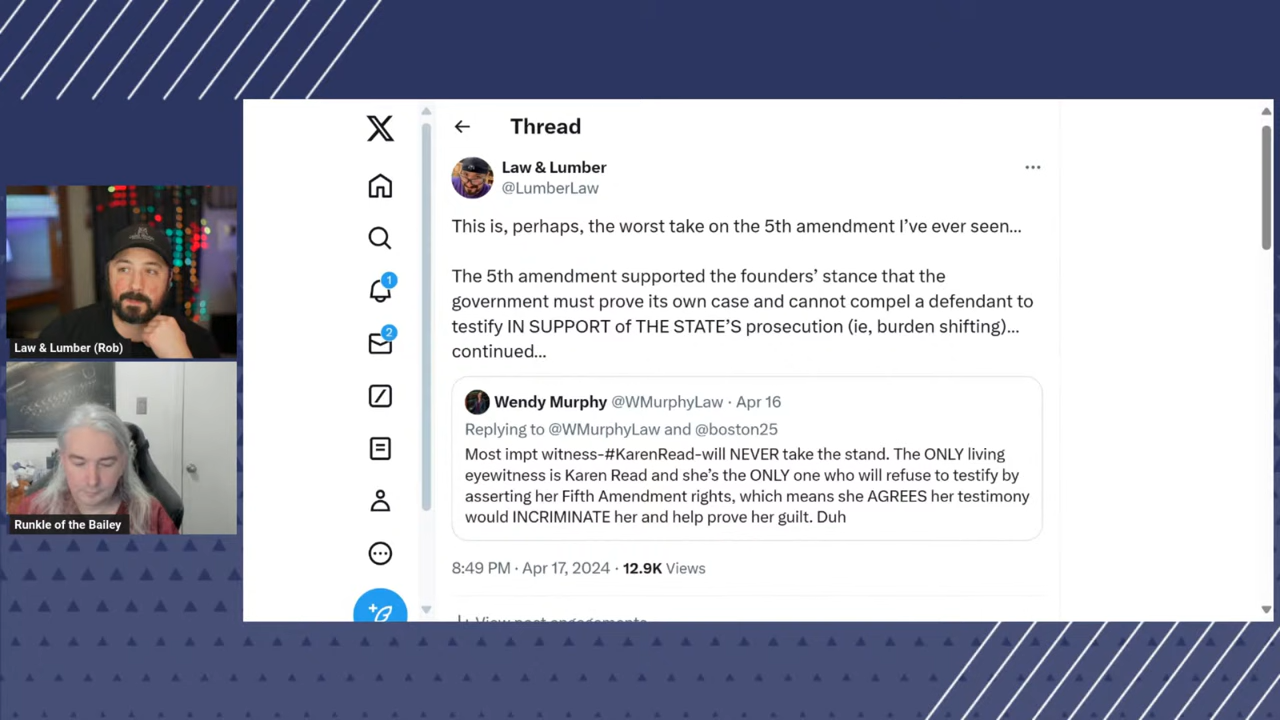 Thread
Law & Lumber
@LumberLaw
This is, perhaps, the worst take on the 5th amendment I've ever seen...
The 5th amendment supported the founders' stance that the
government must prove its own case and cannot compel a defendant to
testify IN SUPPORT of THE STATE'S prosecution (ie, burden shifting)...
continued...
Wendy Murphy @WMurphyLaw · Apr 16
Replying to @WMurphyLaw and @boston25
Most impt witness-#KarenRead-will NEVER take the stand. The ONLY living
eyewitness is Karen Read and she's the ONLY one who will refuse to testify by
asserting her Fifth Amendment rights, which means she AGREES her testimony
would INCRIMINATE her and help prove her guilt. Duh
8:49 PM · Apr 17, 2024 · 12.9K Views
View post engagements
1
2
Law & Lumber (Rob)
Runkle of the Bailey